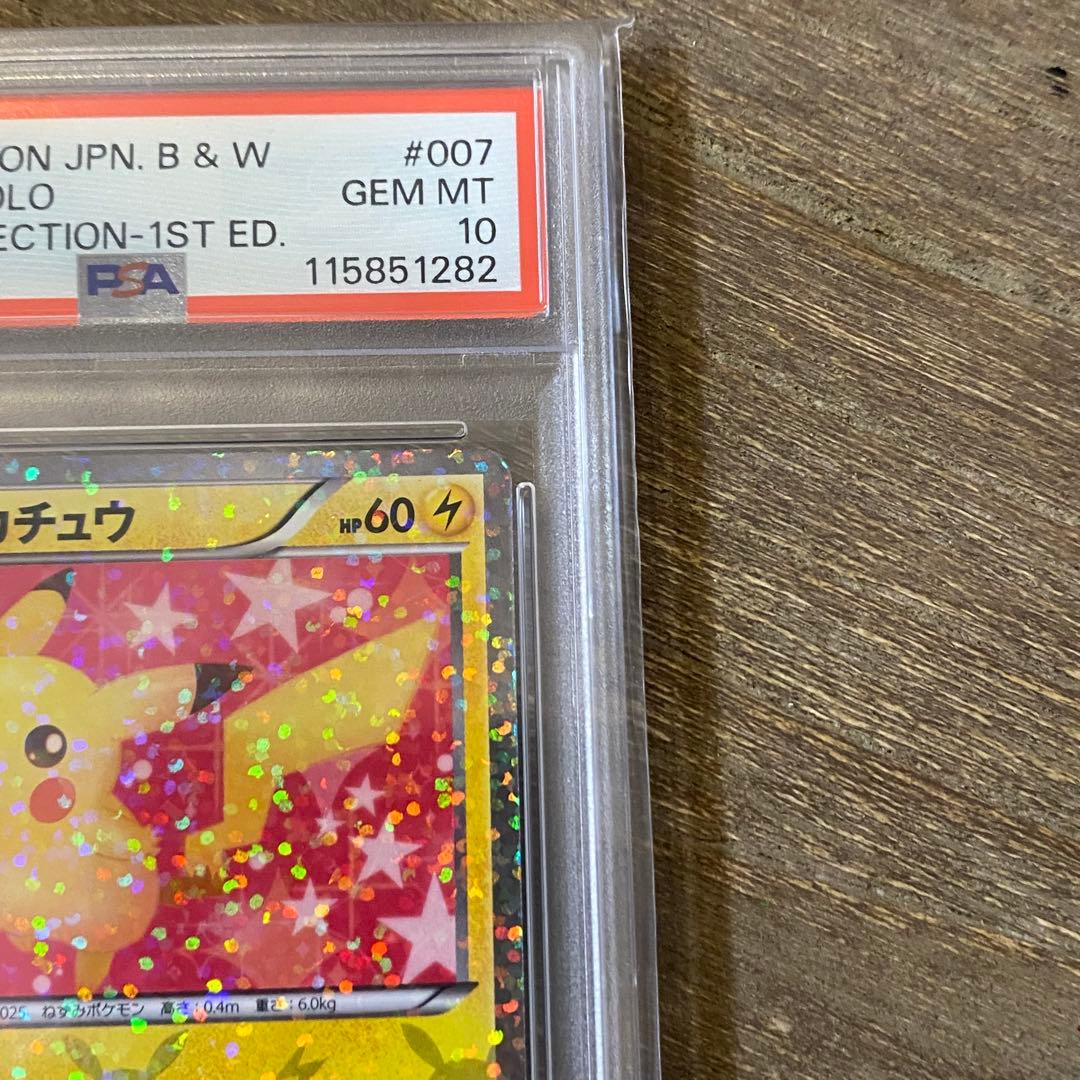 ON JPN. B & W #007
OLO GEM MT
ECTION-1ST ED. 10
PSA 115851282
カチュウ HP60
025 ねずみポケモン 高さ:0.4m 重さ:6.0kg